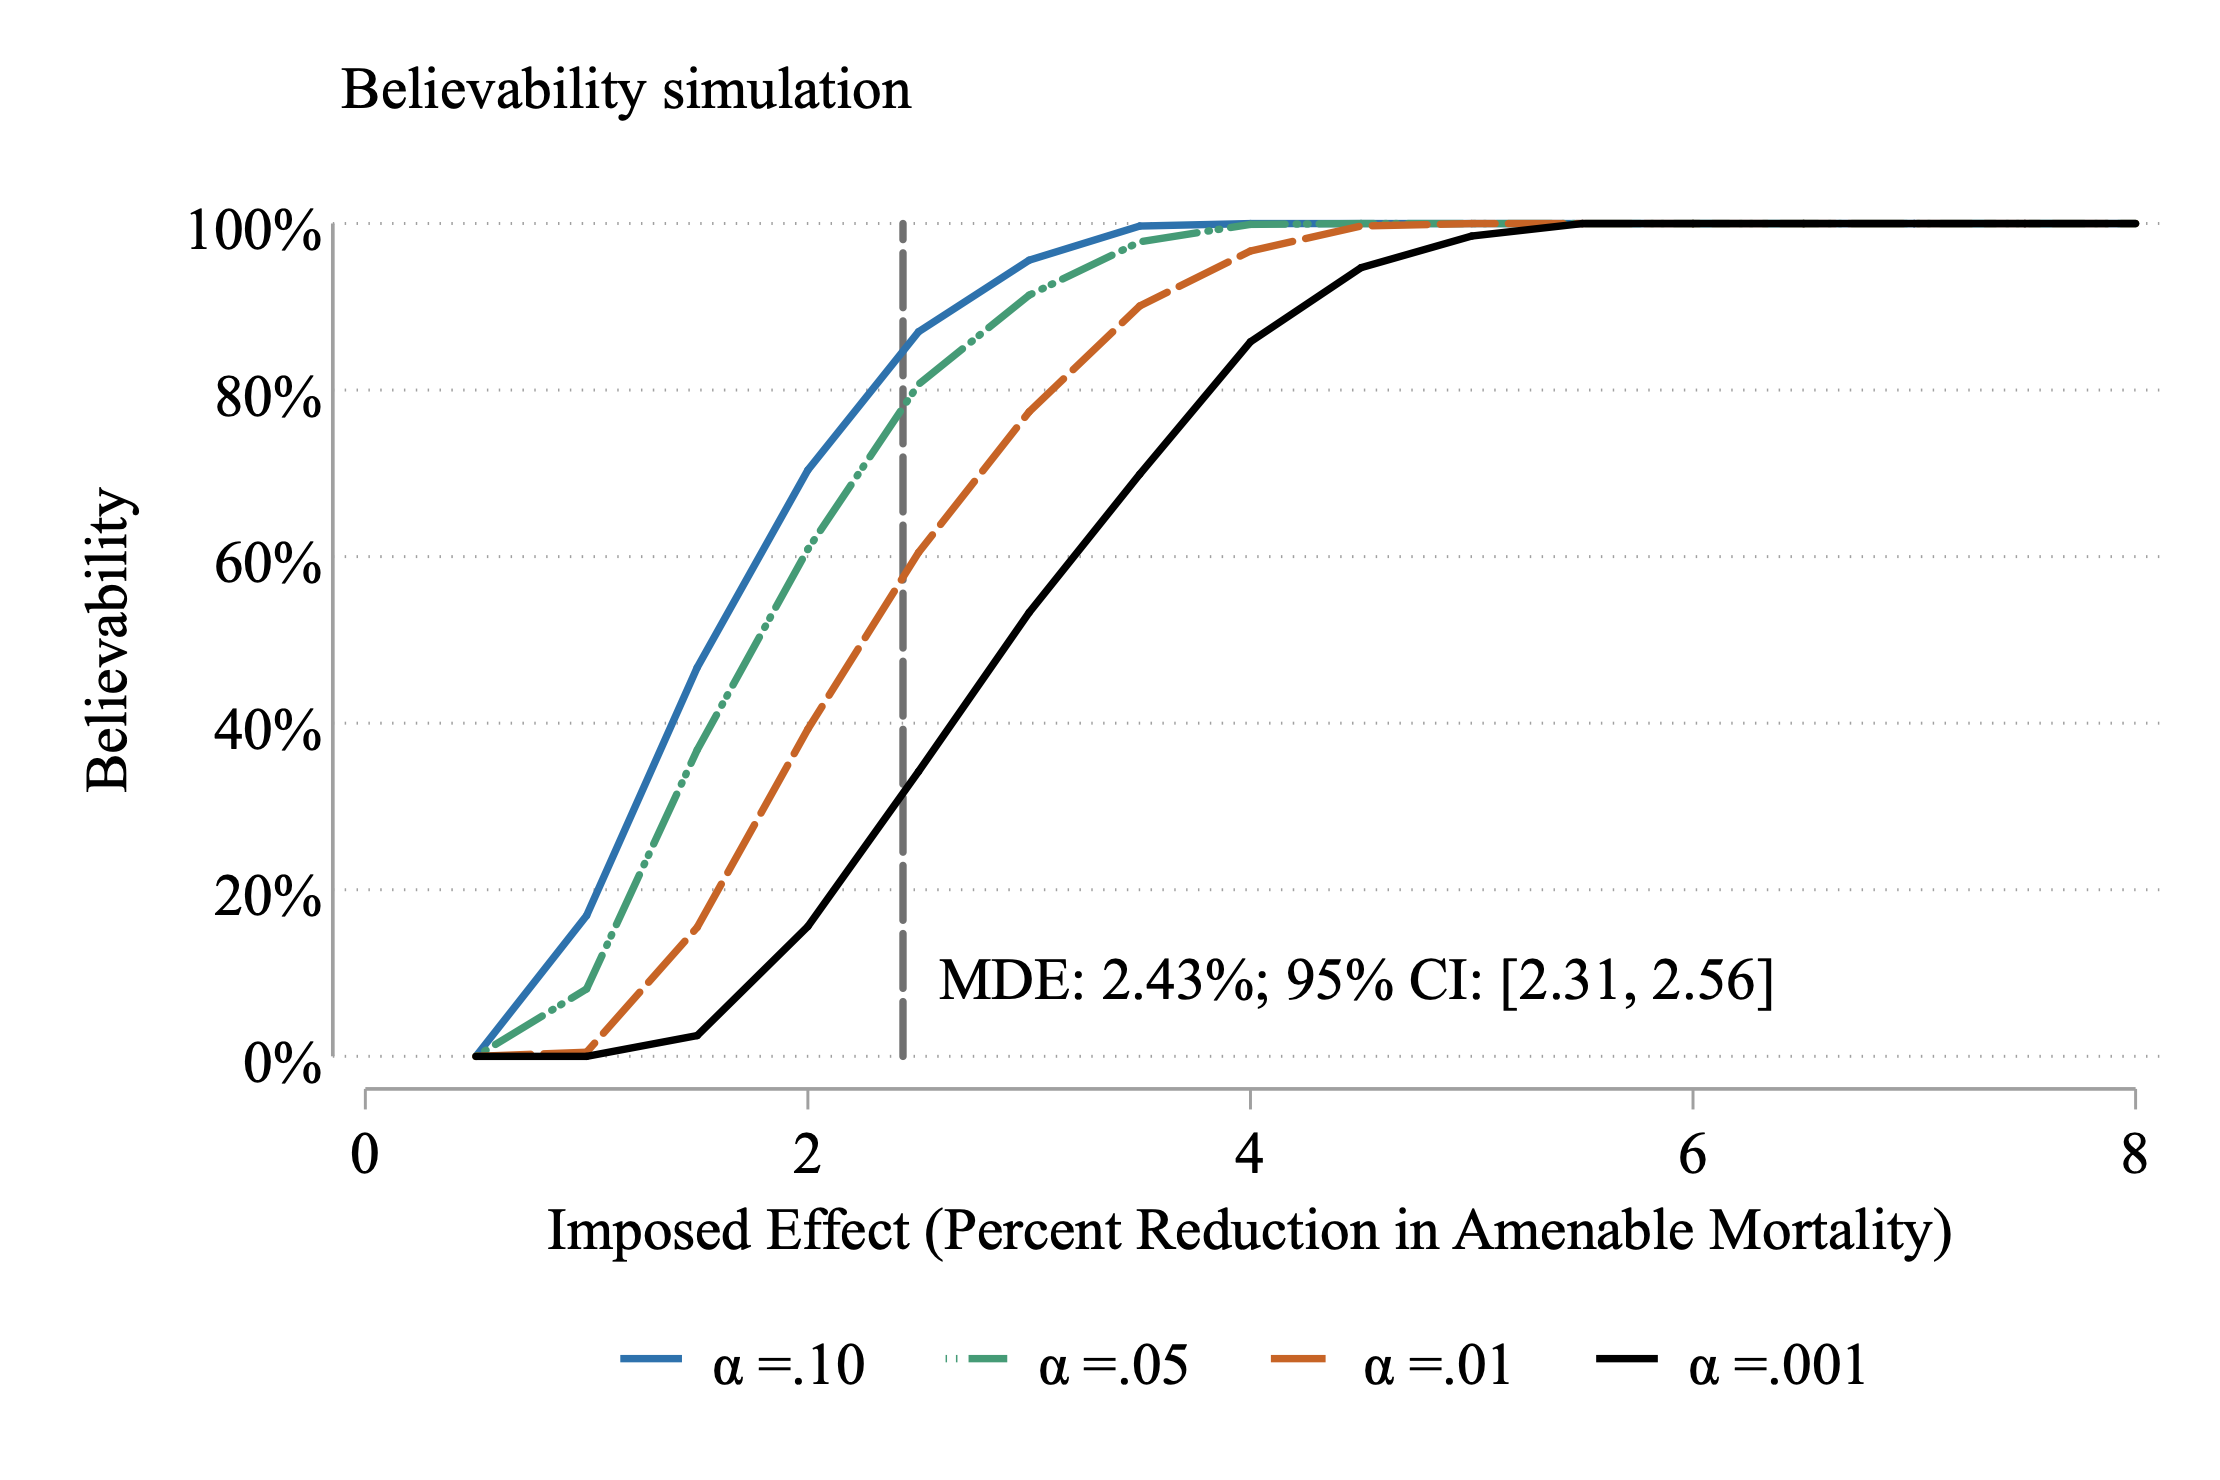 Believability simulation
100%
80%
60%
40%
20%
0%
Believability
MDE: 2.43%; 95% CI: [2.31, 2.56]
0 2 4 6 8
Imposed Effect (Percent Reduction in Amenable Mortality)
α =.10 α =.05 α =.01 α =.001